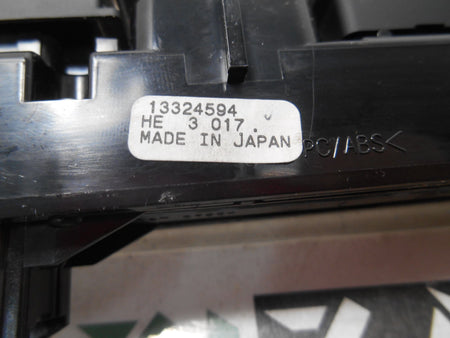 13324594
HE 3 017
MADE IN JAPAN
PC/ABS<